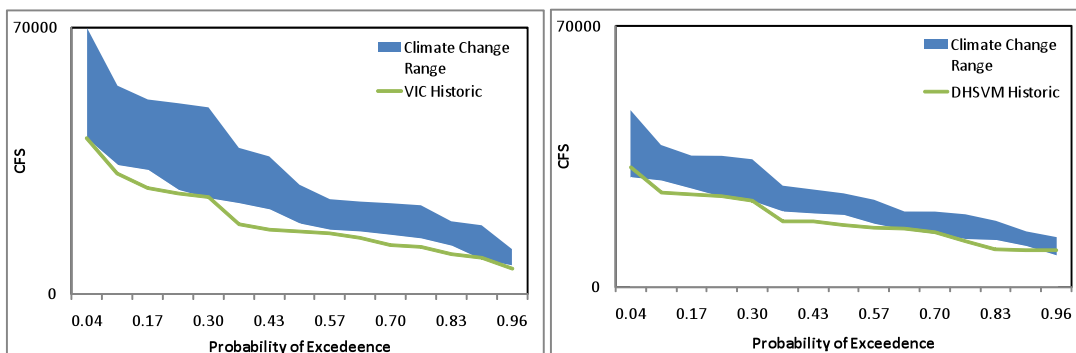 70000
Climate Change
Range
VIC Historic
CFS
0
0.04 0.17 0.30 0.43 0.57 0.70 0.83 0.96
Probability of Exceedeence
70000
Climate Change
Range
DHSVM Historic
CFS
0
0.04 0.17 0.30 0.43 0.57 0.70 0.83 0.96
Probability of Exceedence